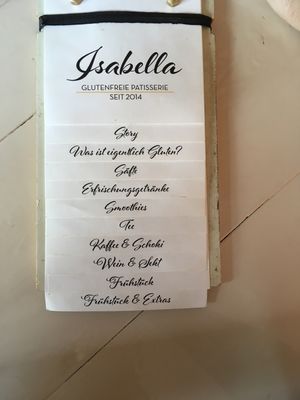 Isabella
GLUTENFREIE PATISSERIE
SEIT 2014
Story
Was ist eigentlich Gluten?
Säfte
Erfrischungsgetränke
Smoothies
Tee
Kaffee & Schoki
Wein & Sekt
Frühstück
Frühstück & Extras